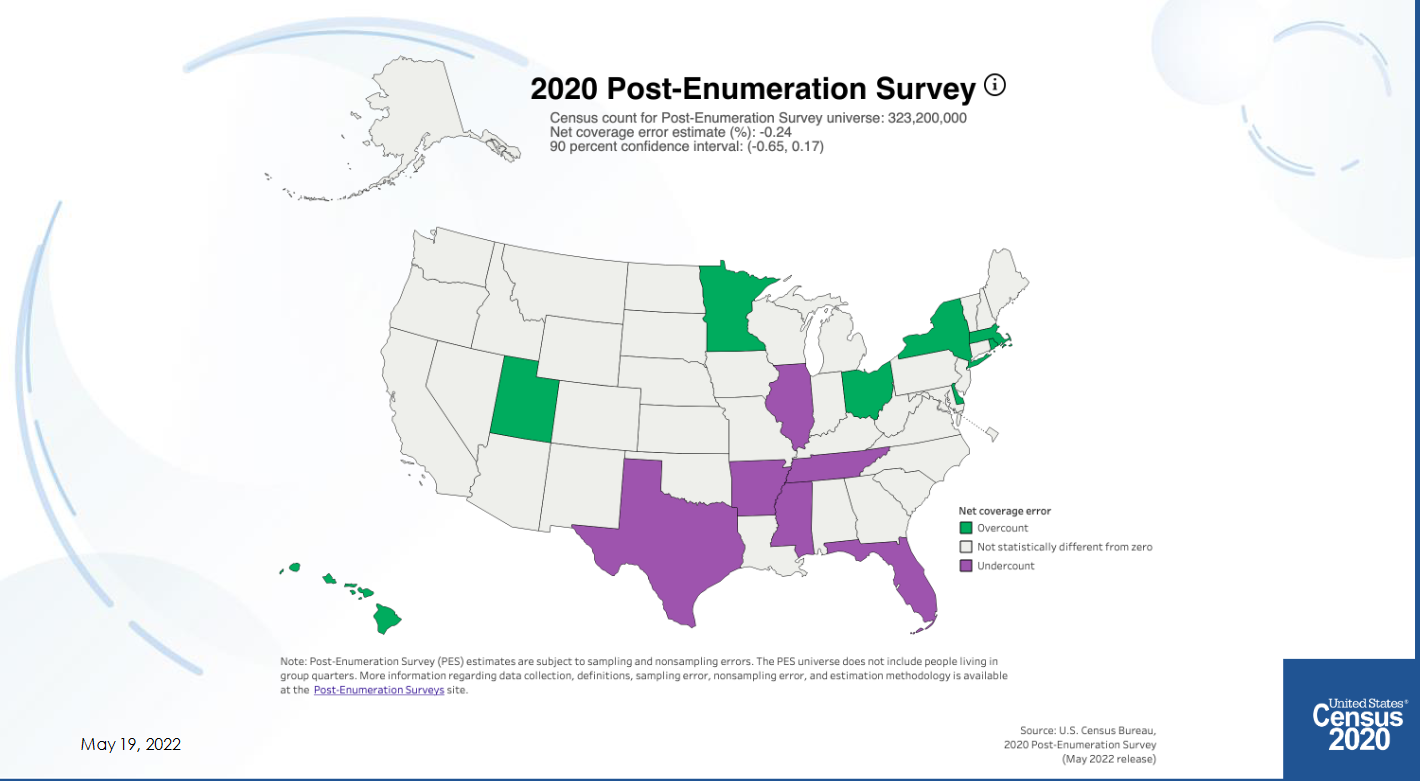 2020 Post-Enumeration Survey
Census count for Post-Enumeration Survey universe: 323,200,000
Net coverage error estimate (%): -0.24
90 percent confidence interval: (-0.65, 0.17)
Net coverage error
Overcount
Not statistically different from zero
Undercount
Note: Post-Enumeration Survey (PES) estimates are subject to sampling and nonsampling errors. The PES universe does not include people living in
group quarters. More information regarding data collection, definitions, sampling error, nonsampling error, and estimation methodology is available
at the Post-Enumeration Surveys site.
May 19, 2022
Source: U.S. Census Bureau,
2020 Post-Enumeration Survey
(May 2022 release)
United States®
Census
2020